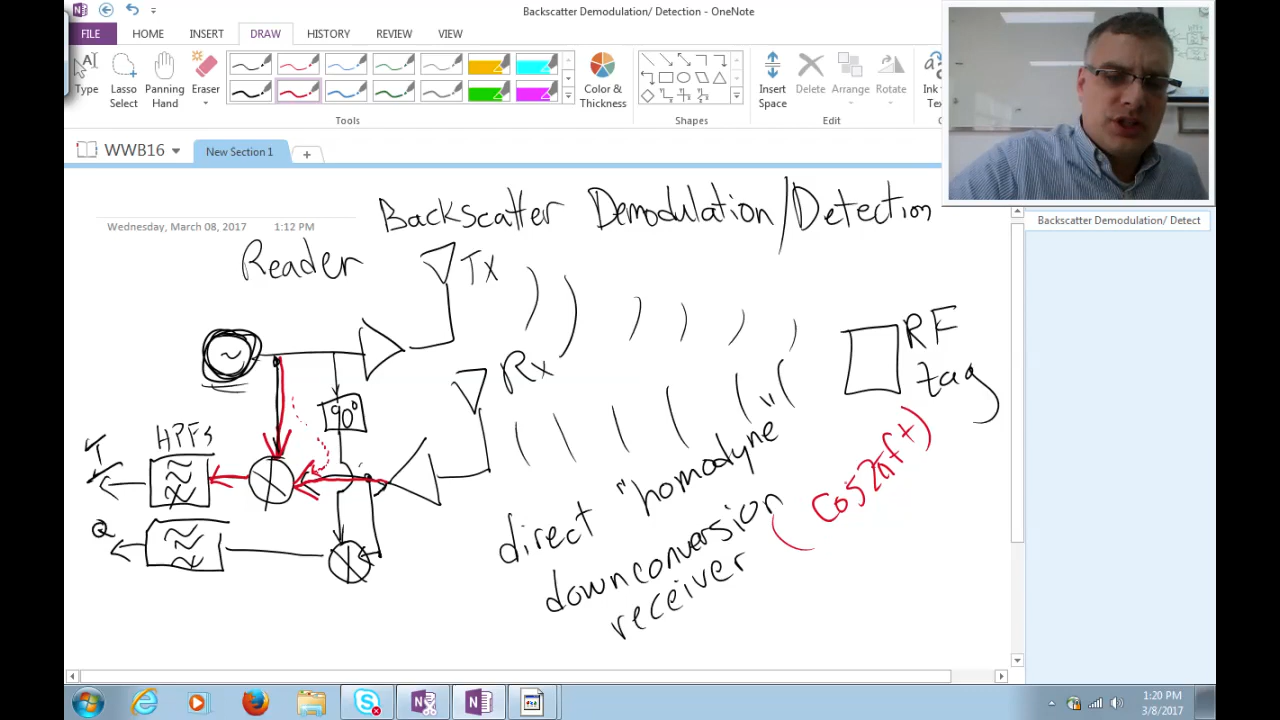 Backscatter Demodulation/ Detection - OneNote
FILE HOME INSERT DRAW HISTORY REVIEW VIEW
Type
Lasso Select
Panning Hand
Eraser
Color & Thickness
Insert Space
Delete
Arrange
Rotate
Ink to Text
Tools
Shapes
Edit
WWB16
New Section 1
Backscatter Demodulation/Detection
Wednesday, March 08, 2017 1:12 PM
Backscatter Demodulation/ Detect
Reader
Tx
RF
tag
Rx
90°
HPFs
I
Q
direct "homodyne"
downconversion
receiver
(cos2πft)
1:20 PM
3/8/2017